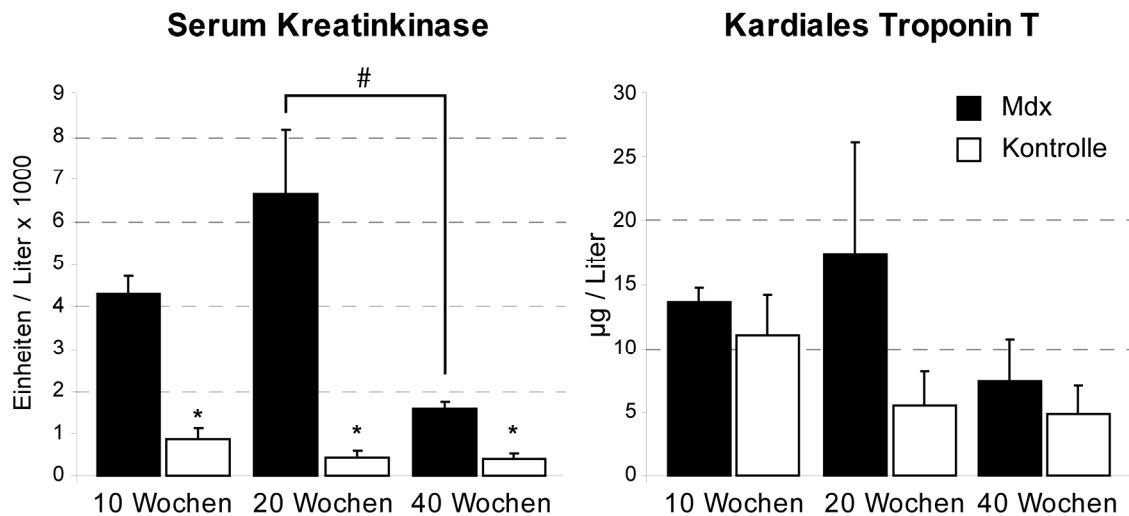 Serum Kreatinkinase
#
Einheiten / Liter x 1000
9
8
7
6
5
4
3
2
1
0
*
*
*
10 Wochen 20 Wochen 40 Wochen
Kardiales Troponin T
Mdx
Kontrolle
µg / Liter
30
25
20
15
10
5
0
10 Wochen 20 Wochen 40 Wochen